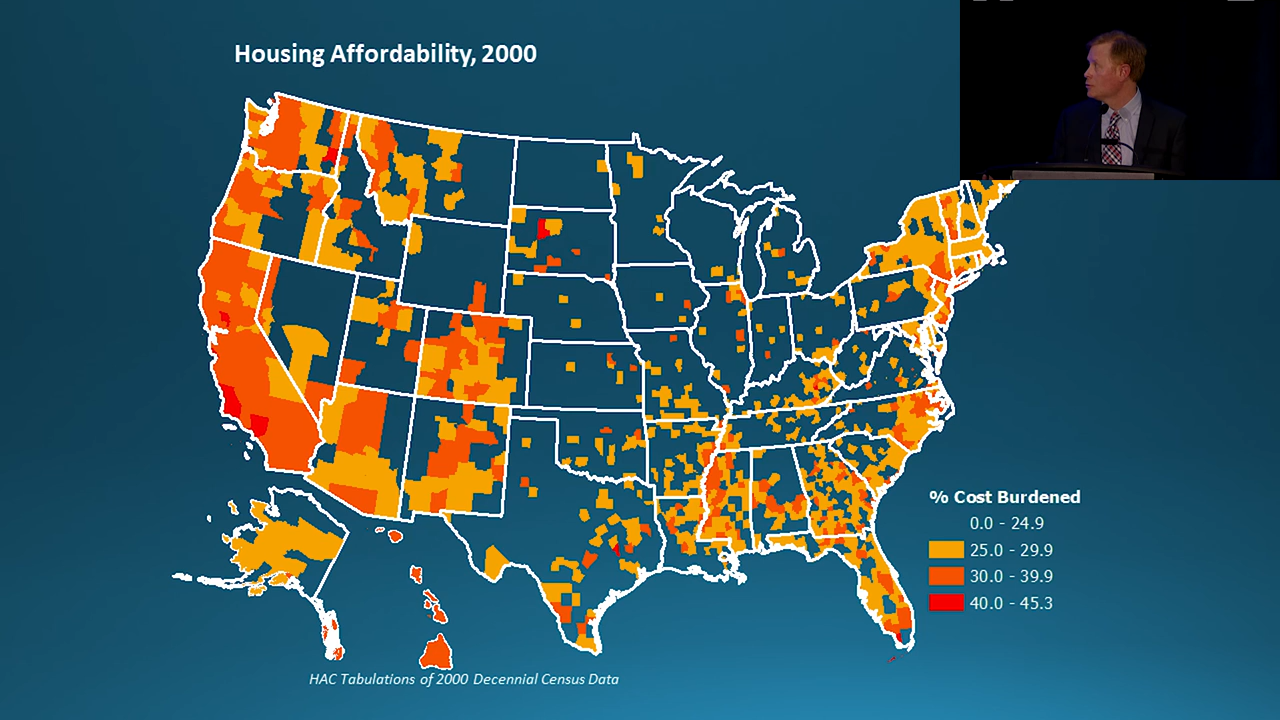 Housing Affordability, 2000
% Cost Burdened
0.0 - 24.9
25.0 - 29.9
30.0 - 39.9
40.0 - 45.3
HAC Tabulations of 2000 Decennial Census Data